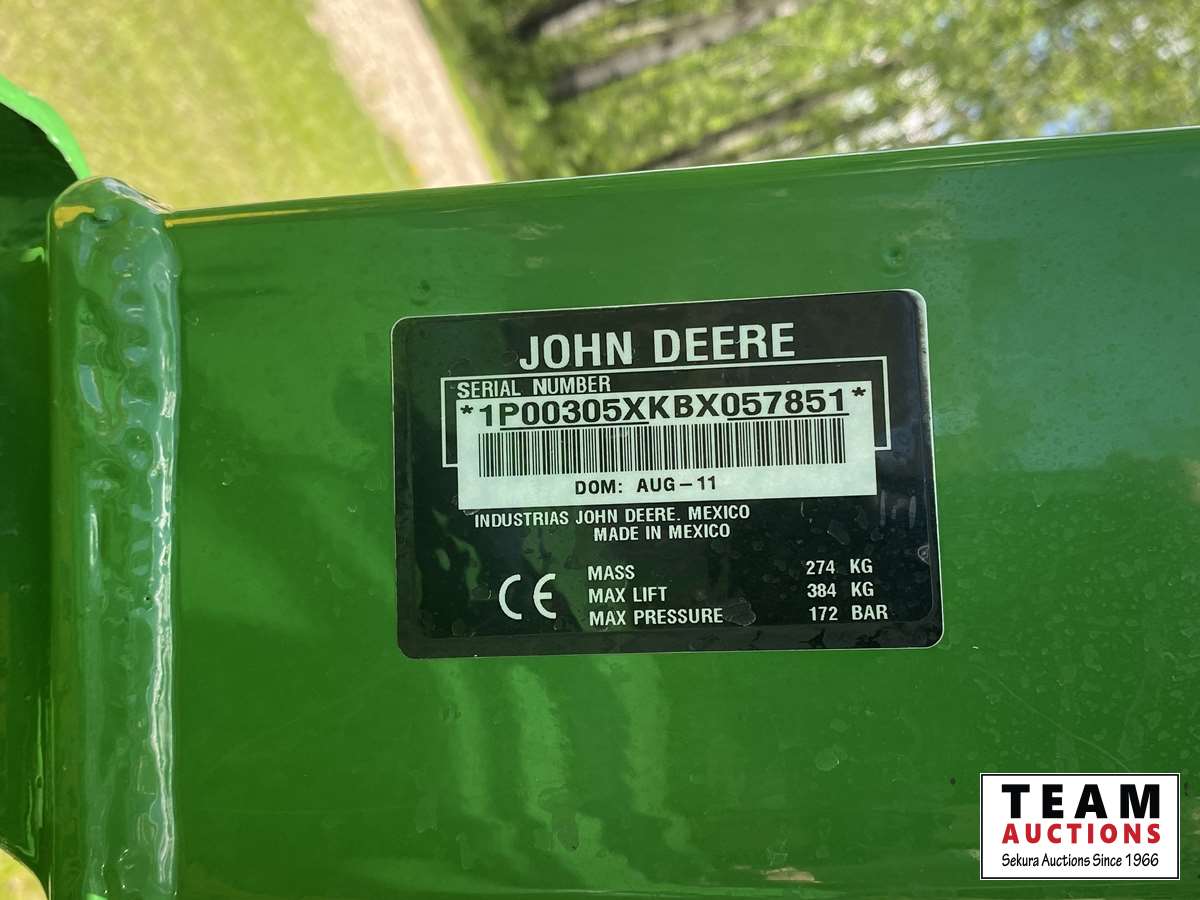 JOHN DEERE
SERIAL NUMBER
*1P00305XKBX057851*
DOM: AUG-11
INDUSTRIAS JOHN DEERE. MEXICO
MADE IN MEXICO
CE
MASS 274 KG
MAX LIFT 384 KG
MAX PRESSURE 172 BAR
TEAM
AUCTIONS
Sekura Auctions Since 1966